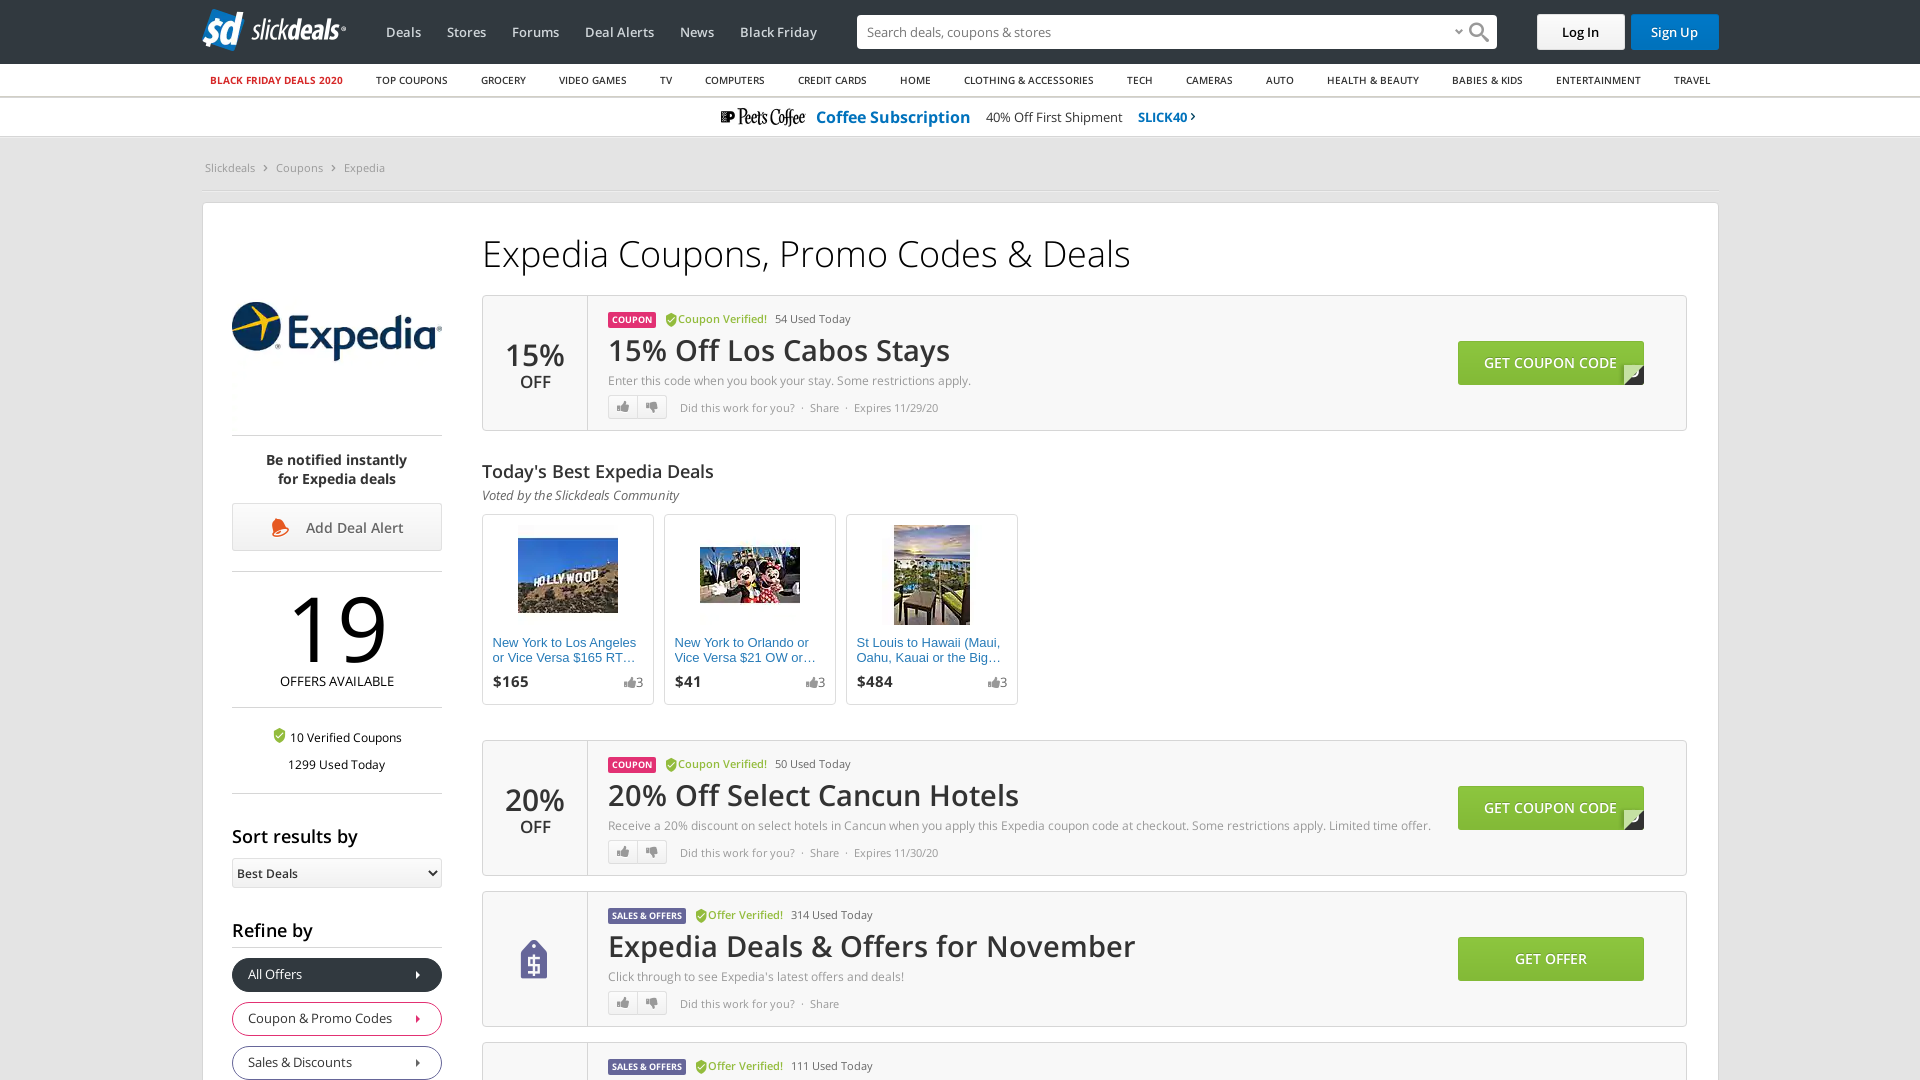 sd slickdeals
Deals Stores Forums Deal Alerts News Black Friday
Search deals, coupons & stores
Log In
Sign Up
BLACK FRIDAY DEALS 2020 TOP COUPONS GROCERY VIDEO GAMES TV COMPUTERS CREDIT CARDS HOME CLOTHING & ACCESSORIES TECH CAMERAS AUTO HEALTH & BEAUTY BABIES & KIDS ENTERTAINMENT TRAVEL
Peet's Coffee Coffee Subscription 40% Off First Shipment SLICK40
Slickdeals Coupons Expedia
Expedia®
Be notified instantly
for Expedia deals
Add Deal Alert
19
OFFERS AVAILABLE
10 Verified Coupons
1299 Used Today
Sort results by
Best Deals
Refine by
All Offers
Coupon & Promo Codes
Sales & Discounts
Expedia Coupons, Promo Codes & Deals
15%
OFF
COUPON Coupon Verified! 54 Used Today
15% Off Los Cabos Stays
Enter this code when you book your stay. Some restrictions apply.
Did this work for you? · Share · Expires 11/29/20
GET COUPON CODE
Today's Best Expedia Deals
Voted by the Slickdeals Community
HOLLYWOOD
New York to Los Angeles
or Vice Versa $165 RT…
$165 3
New York to Orlando or
Vice Versa $21 OW or…
$41 3
St Louis to Hawaii (Maui,
Oahu, Kauai or the Big…
$484 3
20%
OFF
COUPON Coupon Verified! 50 Used Today
20% Off Select Cancun Hotels
Receive a 20% discount on select hotels in Cancun when you apply this Expedia coupon code at checkout. Some restrictions apply. Limited time offer.
Did this work for you? · Share · Expires 11/30/20
GET COUPON CODE
SALES & OFFERS Offer Verified! 314 Used Today
Expedia Deals & Offers for November
Click through to see Expedia's latest offers and deals!
Did this work for you? · Share
GET OFFER
SALES & OFFERS Offer Verified! 111 Used Today